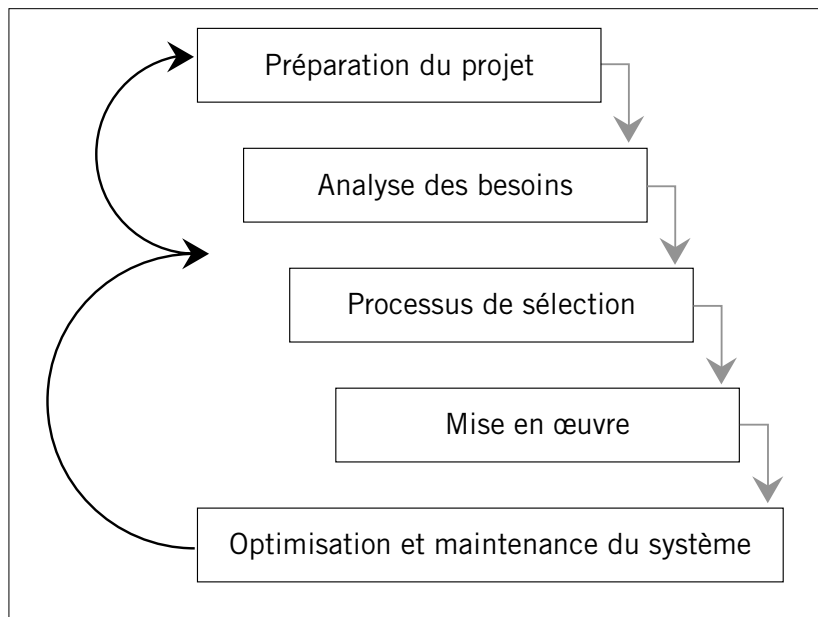 Préparation du projet
Analyse des besoins
Processus de sélection
Mise en œuvre
Optimisation et maintenance du système